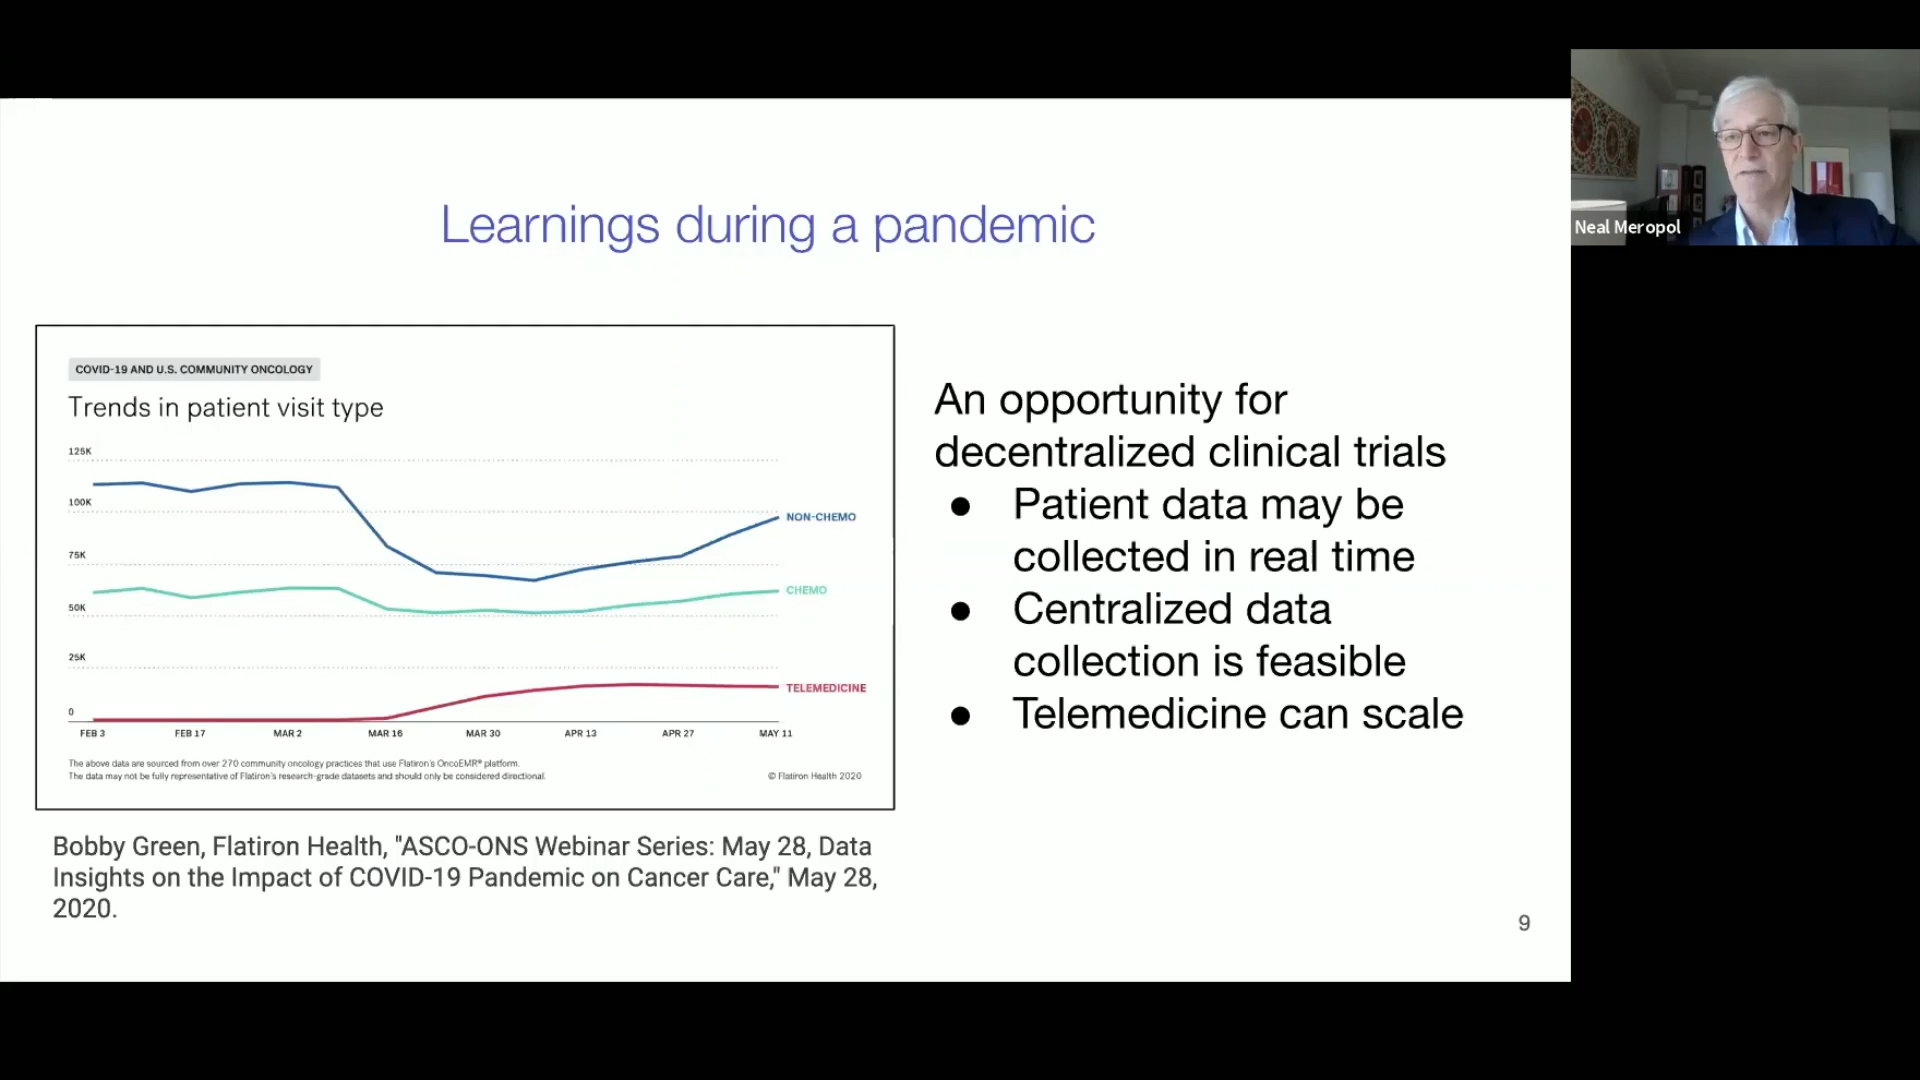 Learnings during a pandemic
COVID-19 AND U.S. COMMUNITY ONCOLOGY
Trends in patient visit type
125K
100K
75K
50K
25K
0
NON-CHEMO
CHEMO
TELEMEDICINE
FEB 3 FEB 17 MAR 2 MAR 16 MAR 30 APR 13 APR 27 MAY 11
The above data are sourced from over 270 community oncology practices that use Flatiron's OncoEMR® platform.
The data may not be fully representative of Flatiron's research-grade datasets and should only be considered directional.
© Flatiron Health 2020
Bobby Green, Flatiron Health, "ASCO-ONS Webinar Series: May 28, Data
Insights on the Impact of COVID-19 Pandemic on Cancer Care," May 28,
2020.
An opportunity for
decentralized clinical trials
● Patient data may be
collected in real time
● Centralized data
collection is feasible
● Telemedicine can scale
9
Neal Meropol